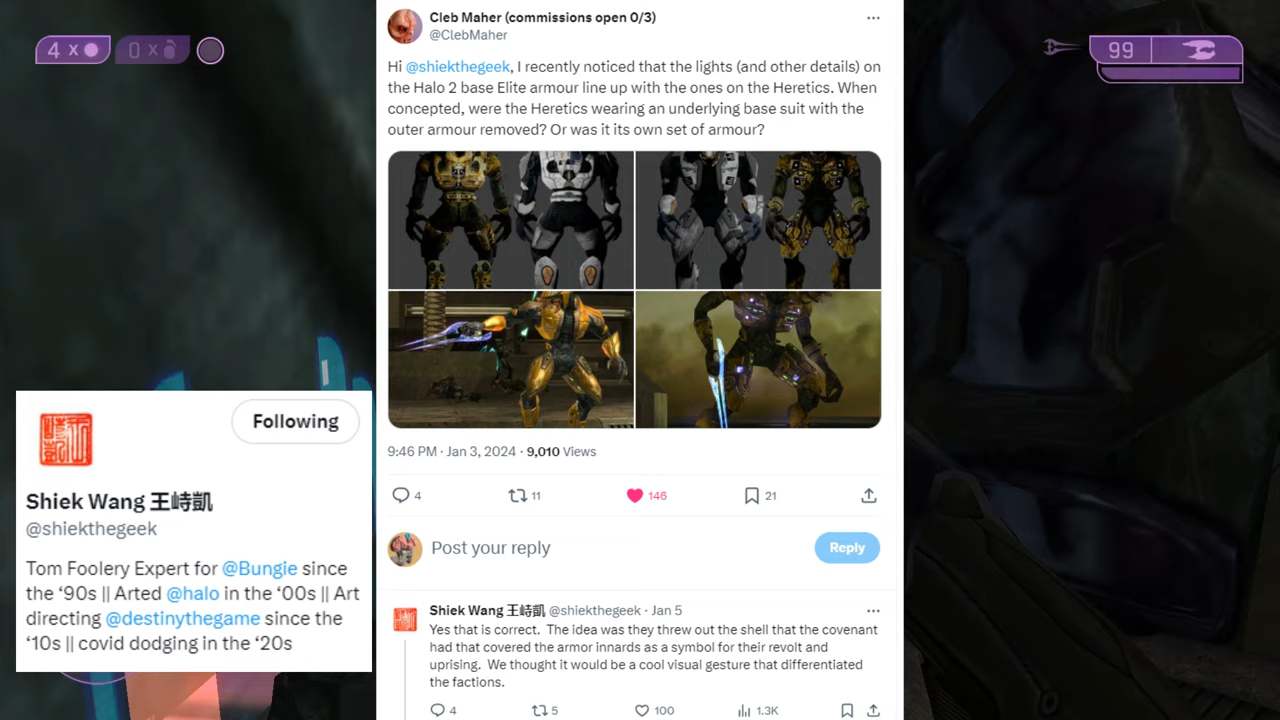 4 x
0 x
99
Cleb Maher (commissions open 0/3)
@ClebMaher
Hi @shiekthegeek, I recently noticed that the lights (and other details) on
the Halo 2 base Elite armour line up with the ones on the Heretics. When
concepted, were the Heretics wearing an underlying base suit with the
outer armour removed? Or was it its own set of armour?
9:46 PM · Jan 3, 2024 · 9,010 Views
4 11 146 21
Post your reply
Reply
Shiek Wang 王峙凱 @shiekthegeek · Jan 5
Yes that is correct. The idea was they threw out the shell that the covenant
had that covered the armor innards as a symbol for their revolt and
uprising. We thought it would be a cool visual gesture that differentiated
the factions.
4 5 100 1.3K
Following
Shiek Wang 王峙凱
@shiekthegeek
Tom Foolery Expert for @Bungie since
the ‘90s || Arted @halo in the ‘00s || Art
directing @destinythegame since the
‘10s || covid dodging in the ‘20s